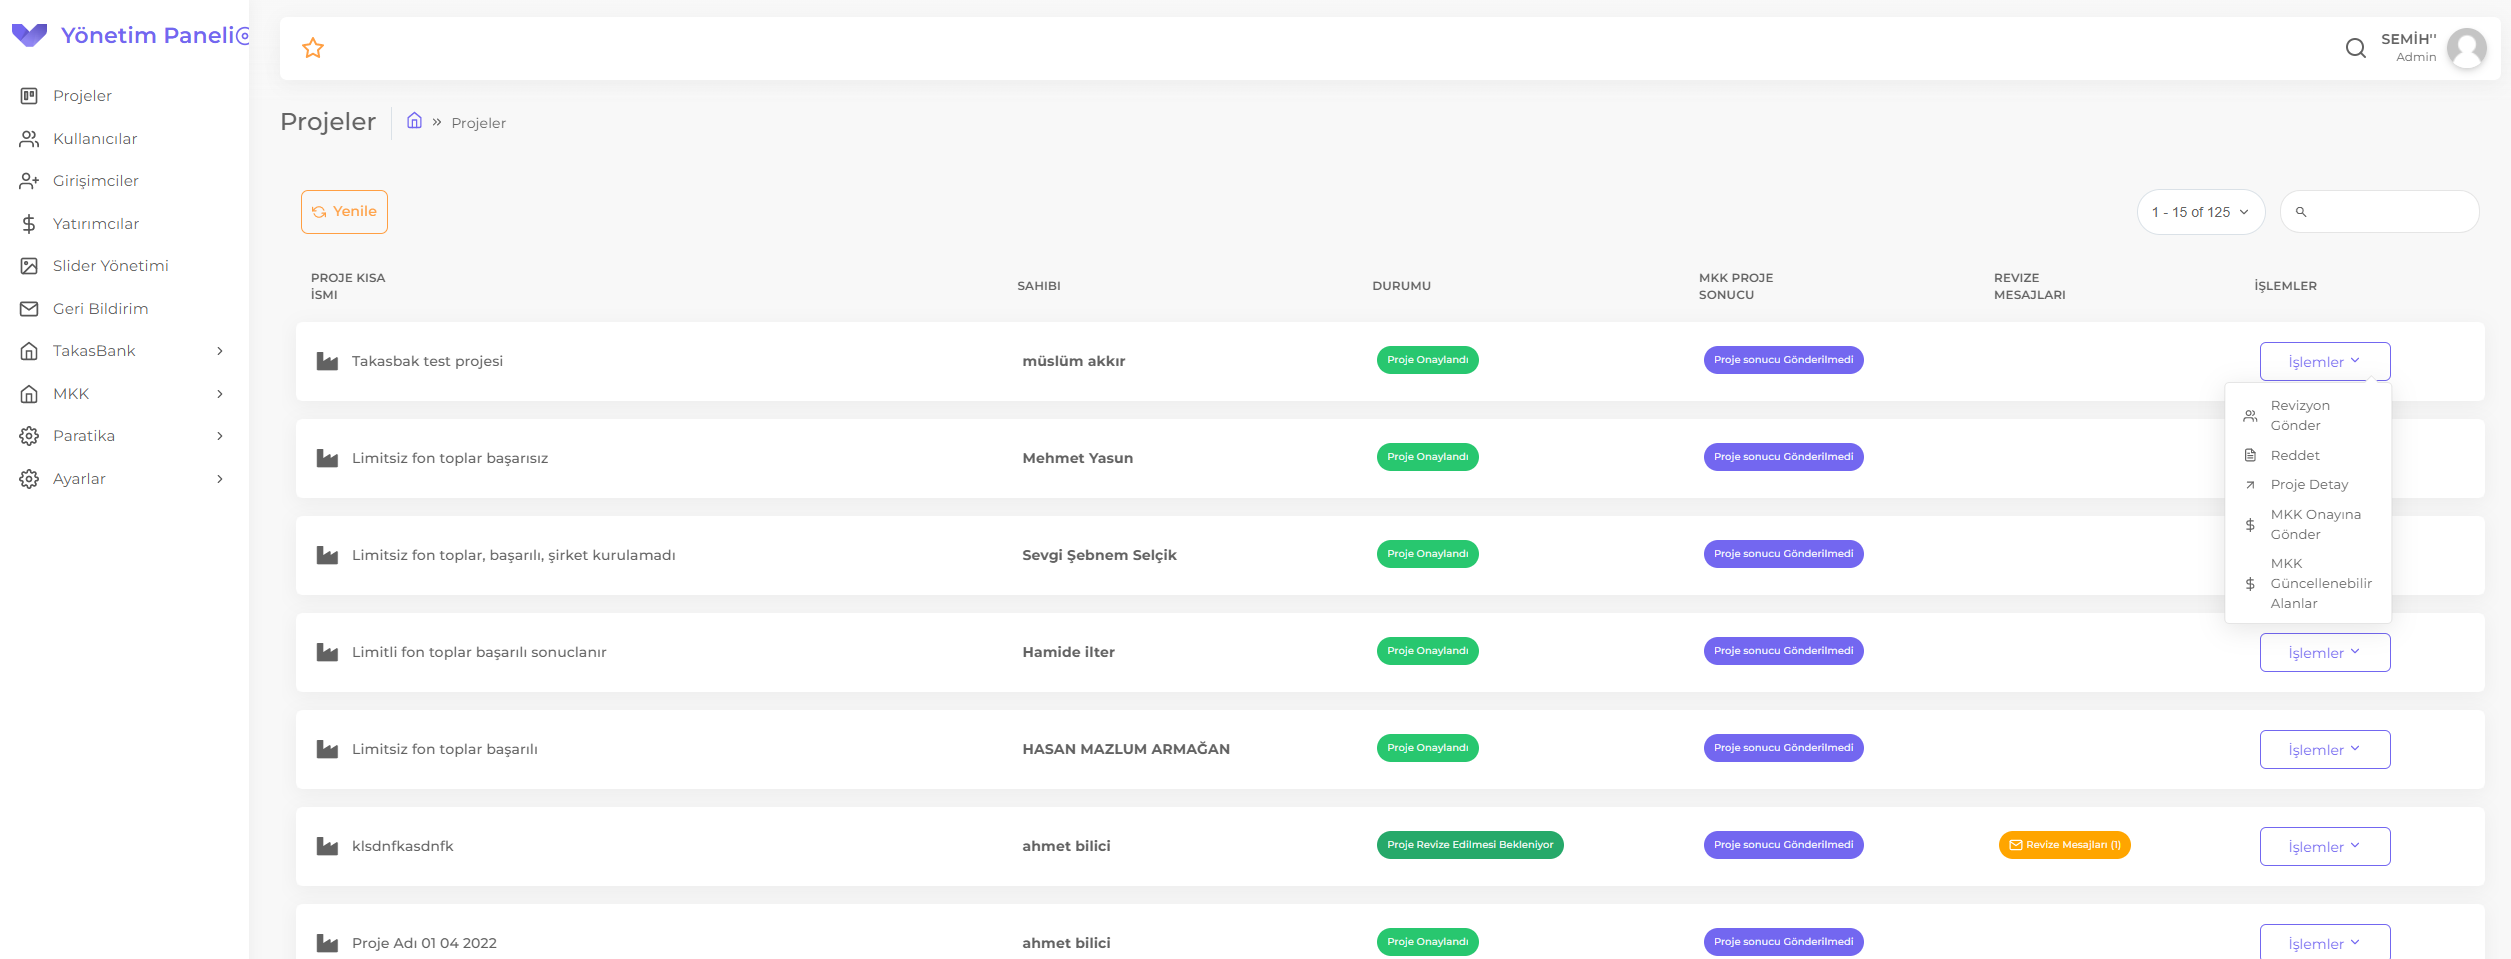 Yönetim Paneli
SEMİH''
Admin
Projeler
Kullanıcılar
Girişimciler
Yatırımcılar
Slider Yönetimi
Geri Bildirim
TakasBank
MKK
Paratika
Ayarlar
Projeler » Projeler
Yenile
1 - 15 of 125
PROJE KISA
İSMI
SAHIBI
DURUMU
MKK PROJE
SONUCU
REVIZE
MESAJLARI
İŞLEMLER
Takasbak test projesi müslüm akkır Proje Onaylandı Proje sonucu Gönderilmedi İşlemler
Revizyon
Gönder
Reddet
Proje Detay
MKK Onayına
Gönder
MKK
Güncellenebilir
Alanlar
Limitsiz fon toplar başarısız Mehmet Yasun Proje Onaylandı Proje sonucu Gönderilmedi
Limitsiz fon toplar, başarılı, şirket kurulamadı Sevgi Şebnem Selçik Proje Onaylandı Proje sonucu Gönderilmedi
Limitli fon toplar başarılı sonuclanır Hamide ilter Proje Onaylandı Proje sonucu Gönderilmedi İşlemler
Limitsiz fon toplar başarılı HASAN MAZLUM ARMAĞAN Proje Onaylandı Proje sonucu Gönderilmedi İşlemler
klsdnfkasdnfk ahmet bilici Proje Revize Edilmesi Bekleniyor Proje sonucu Gönderilmedi Revize Mesajları (1) İşlemler
Proje Adı 01 04 2022 ahmet bilici Proje Onaylandı Proje sonucu Gönderilmedi İşlemler